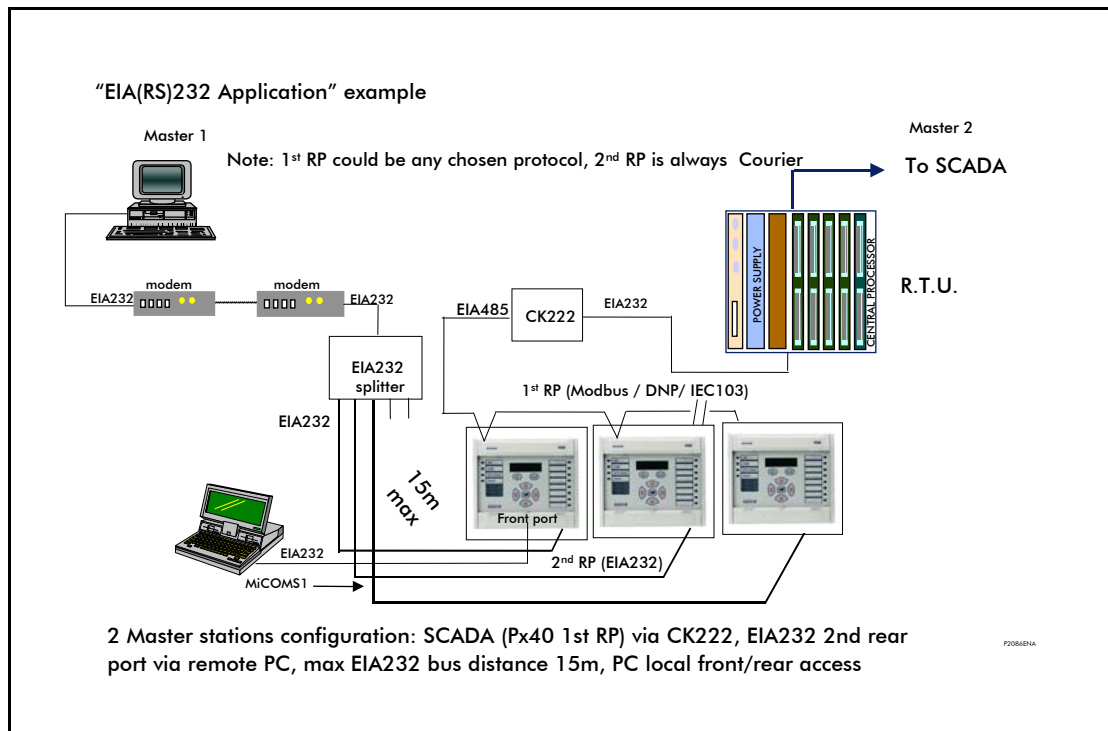 “EIA(RS)232 Application” example
Master 1
Master 2
Note: 1st RP could be any chosen protocol, 2nd RP is always Courier
To SCADA
POWER SUPPLY
CENTRAL PROCESSOR
R.T.U.
modem
modem
EIA232
EIA232
EIA485
CK222
EIA232
EIA232
splitter
1st RP (Modbus / DNP/ IEC103)
EIA232
15m
max
Front port
EIA232
2nd RP (EIA232)
MiCOMS1
2 Master stations configuration: SCADA (Px40 1st RP) via CK222, EIA232 2nd rear
port via remote PC, max EIA232 bus distance 15m, PC local front/rear access
P2086ENA